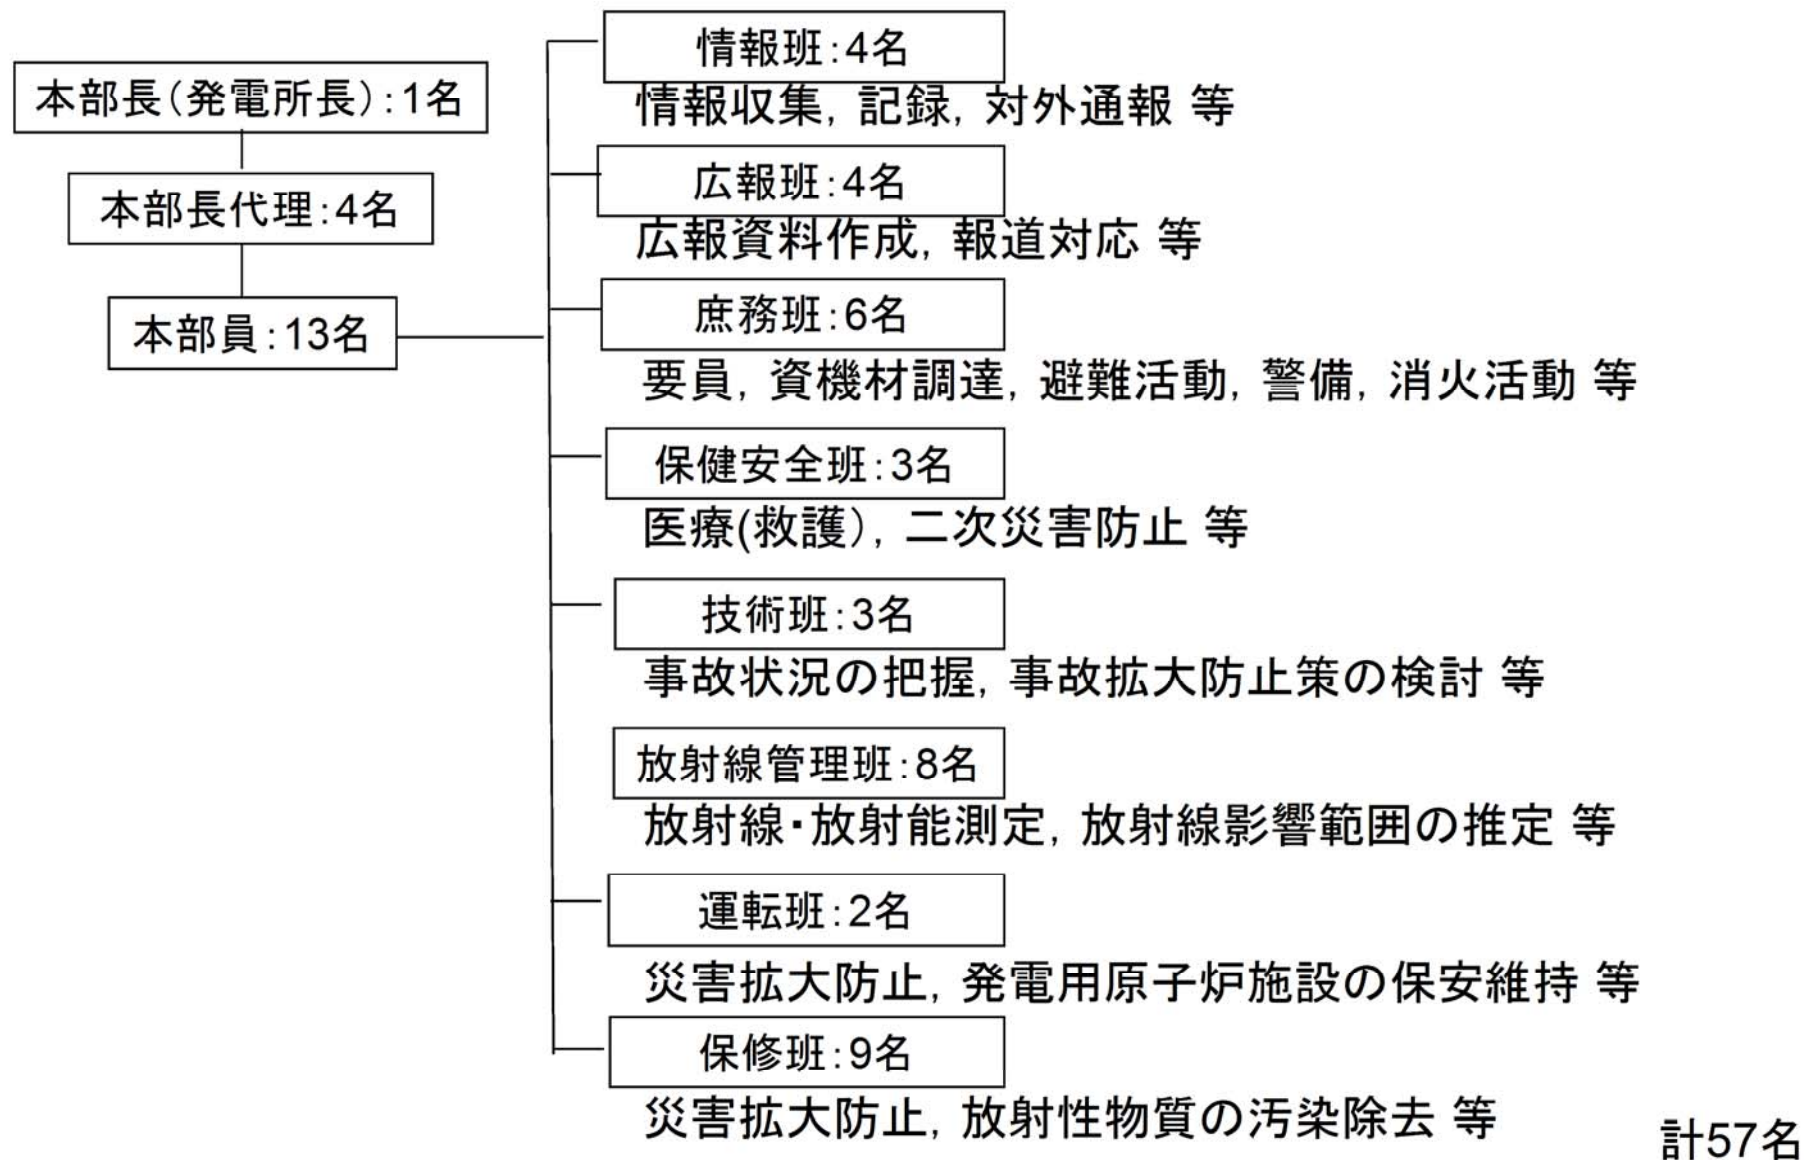 本部長(発電所長):1名
本部長代理:4名
本部員:13名
情報班:4名
情報収集, 記録, 対外通報 等
広報班:4名
広報資料作成, 報道対応 等
庶務班:6名
要員, 資機材調達, 避難活動, 警備, 消火活動 等
保健安全班:3名
医療(救護), 二次災害防止 等
技術班:3名
事故状況の把握, 事故拡大防止策の検討 等
放射線管理班:8名
放射線・放射能測定, 放射線影響範囲の推定 等
運転班:2名
災害拡大防止, 発電用原子炉施設の保安維持 等
保修班:9名
災害拡大防止, 放射性物質の汚染除去 等
計57名